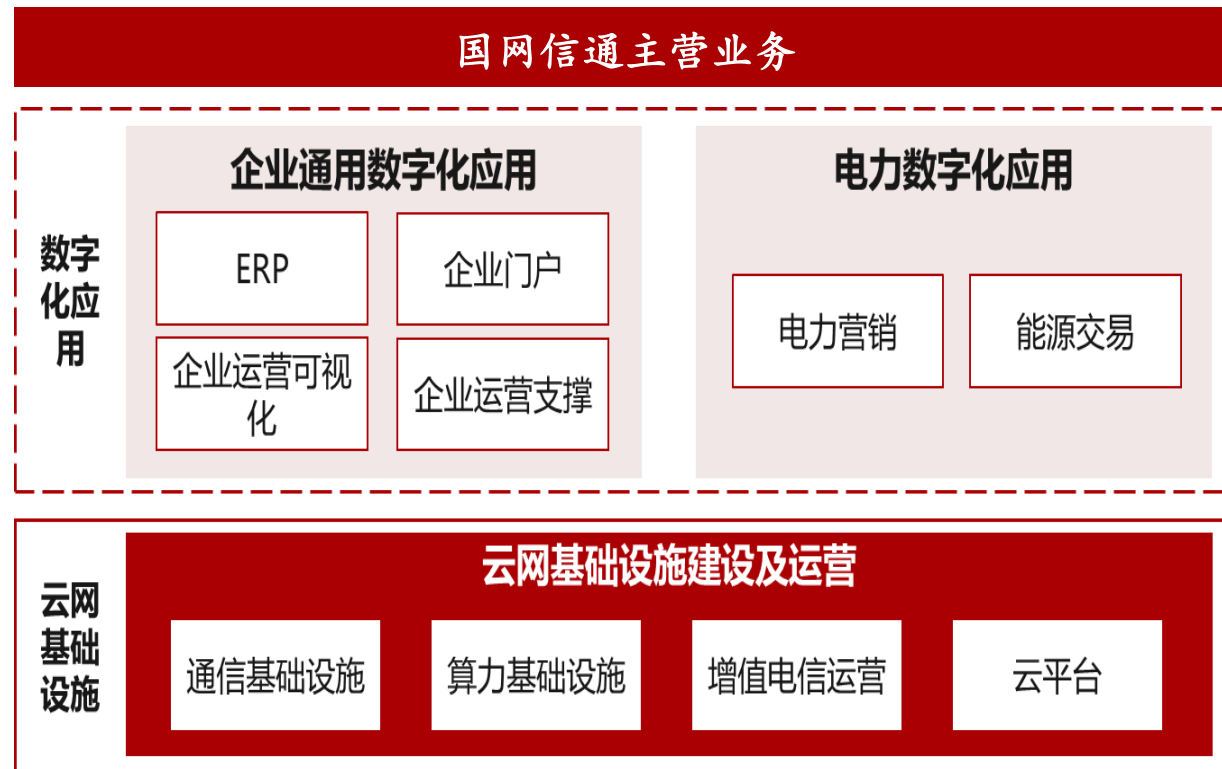 国网信通主营业务
数字
化应
用
企业通用数字化应用
ERP
企业门户
企业运营可视
化
企业运营支撑
电力数字化应用
电力营销
能源交易
云网
基础
设施
云网基础设施建设及运营
通信基础设施
算力基础设施
增值电信运营
云平台